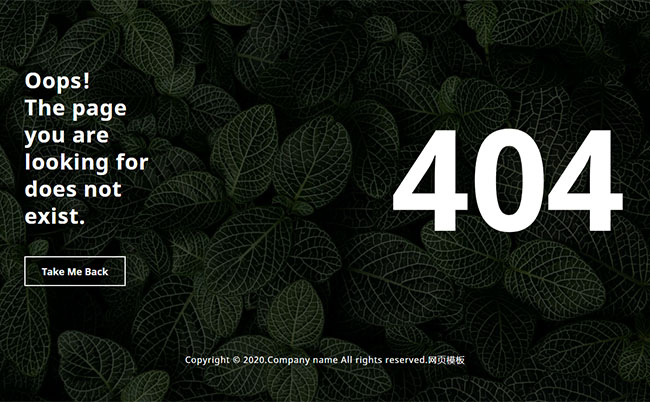 Oops!
The page
you are
looking for
does not
exist.
Take Me Back
404
Copyright © 2020.Company name All rights reserved.网页模板